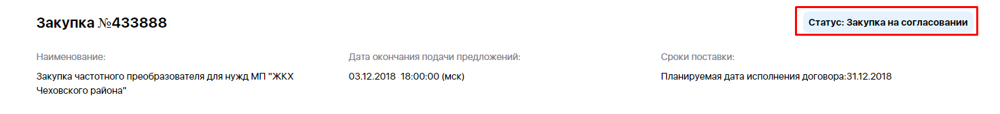 Закупка №433888
Статус: Закупка на согласовании
Наименование:
Дата окончания подачи предложений:
Сроки поставки:
Закупка частотного преобразователя для нужд МП "ЖКХ
Чеховского района"
03.12.2018 18:00:00 (мск)
Планируемая дата исполнения договора:31.12.2018